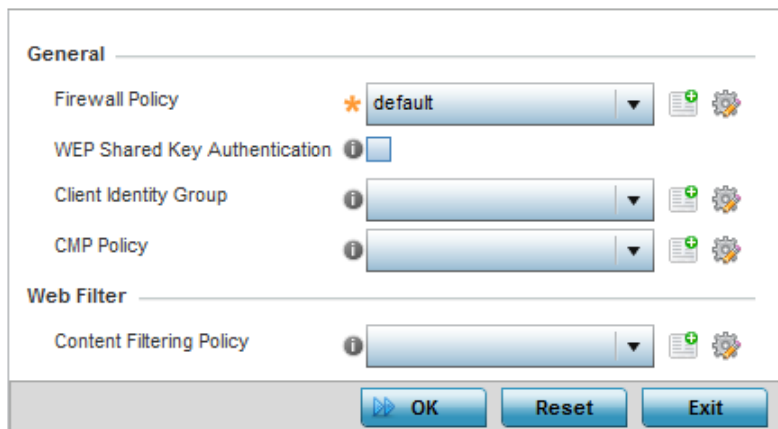 General
Firewall Policy default
WEP Shared Key Authentication
Client Identity Group
CMP Policy
Web Filter
Content Filtering Policy
OK Reset Exit